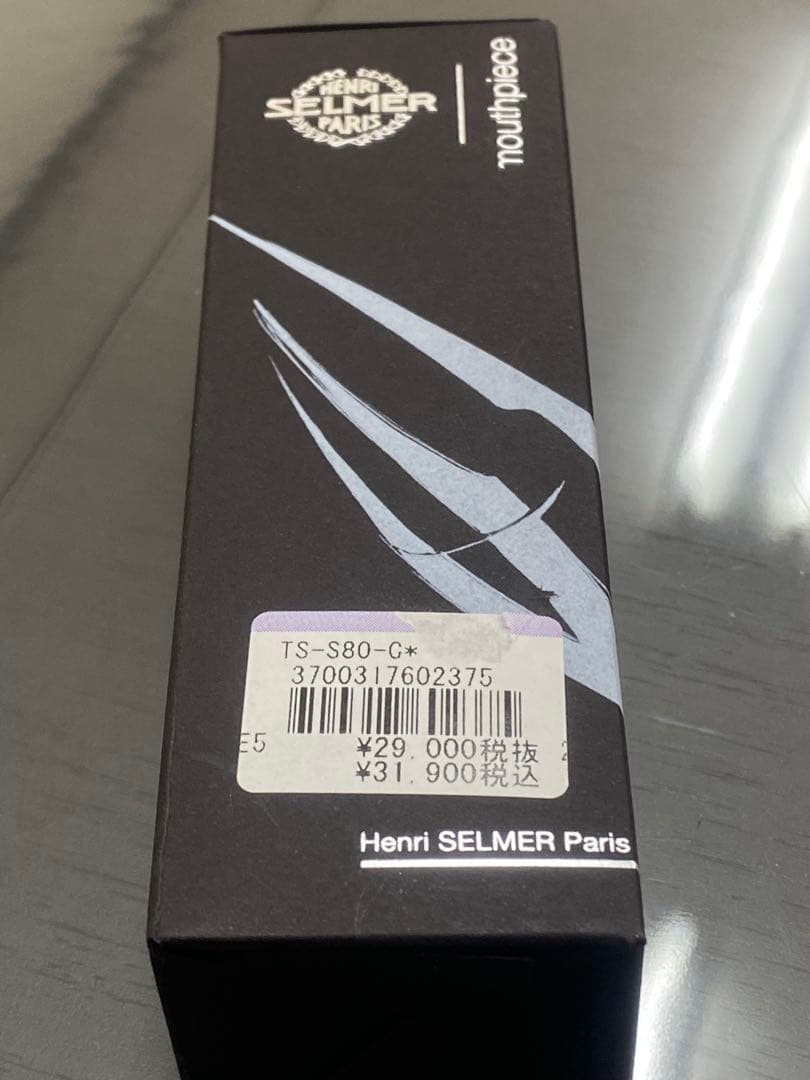 HENRI
SELMER
PARIS
mouthpiece
TS-S80-C*
3700317602375
E5
¥29,000税抜
¥31,900税込
Henri SELMER Paris